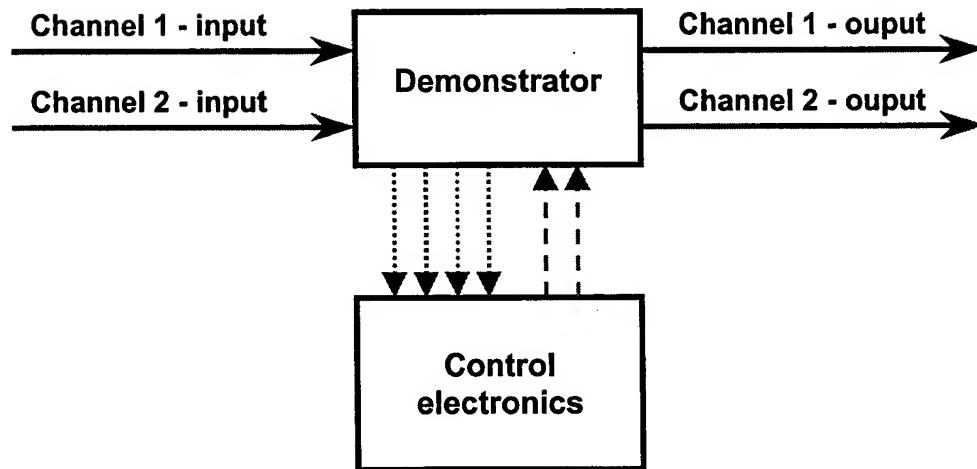 Channel 1 - input
Channel 1 - ouput
Demonstrator
Channel 2 - input
Channel 2 - ouput
Control
electronics